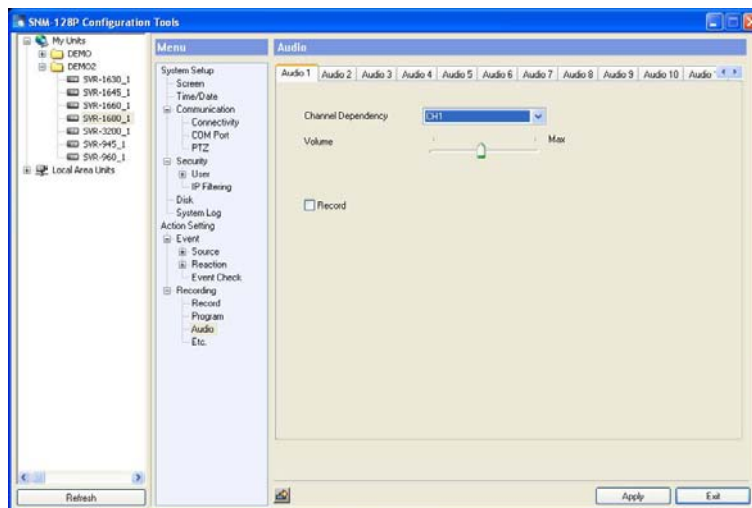 SNM-128P Configuration Tools
My Units
DEMO
DEMO2
SVR-1630_1
SVR-1645_1
SVR-1660_1
SVR-1600_1
SVR-3200_1
SVR-945_1
SVR-960_1
Local Area Units
Refresh
Menu
System Setup
Screen
Time/Date
Communication
Connectivity
COM Port
PTZ
Security
User
IP Filtering
Disk
System Log
Action Setting
Event
Source
Reaction
Event Check
Recording
Record
Program
Audio
Etc.
Audio
Audio 1 Audio 2 Audio 3 Audio 4 Audio 5 Audio 6 Audio 7 Audio 8 Audio 9 Audio 10 Audio
Channel Dependency CH1
Volume Max
Record
Apply Exit